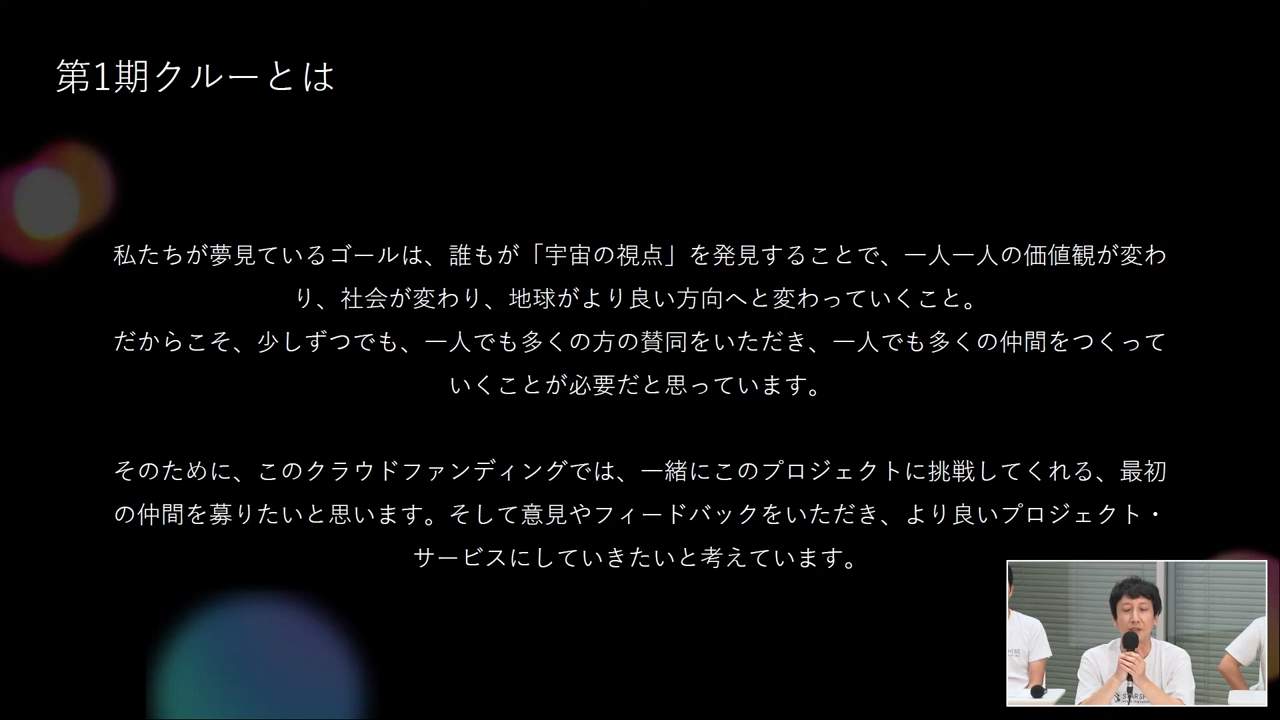 第1期クルーとは
私たちが夢見ているゴールは、誰もが「宇宙の視点」を発見することで、一人一人の価値観が変わ
り、社会が変わり、地球がより良い方向へと変わっていくこと。
だからこそ、少しずつでも、一人でも多くの方の賛同をいただき、一人でも多くの仲間をつくって
いくことが必要だと思っています。
そのために、このクラウドファンディングでは、一緒にこのプロジェクトに挑戦してくれる、最初
の仲間を募りたいと思います。そして意見やフィードバックをいただき、より良いプロジェクト・
サービスにしていきたいと考えています。